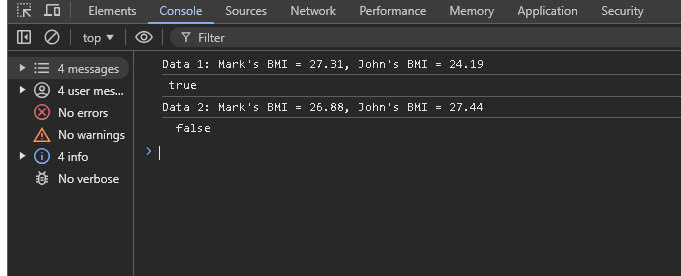 Elements Console Sources Network Performance Memory Application Security
top Filter
4 messages
4 user mes...
No errors
No warnings
4 info
No verbose
Data 1: Mark's BMI = 27.31, John's BMI = 24.19
true
Data 2: Mark's BMI = 26.88, John's BMI = 27.44
false